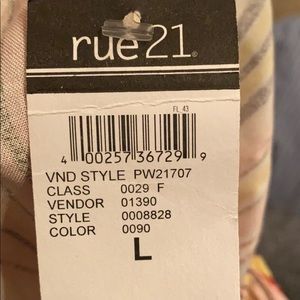 rue21®
FL 43
4 00257 36729 9
VND STYLE PW21707
CLASS 0029 F
VENDOR 01390
STYLE 0008828
COLOR 0090
L